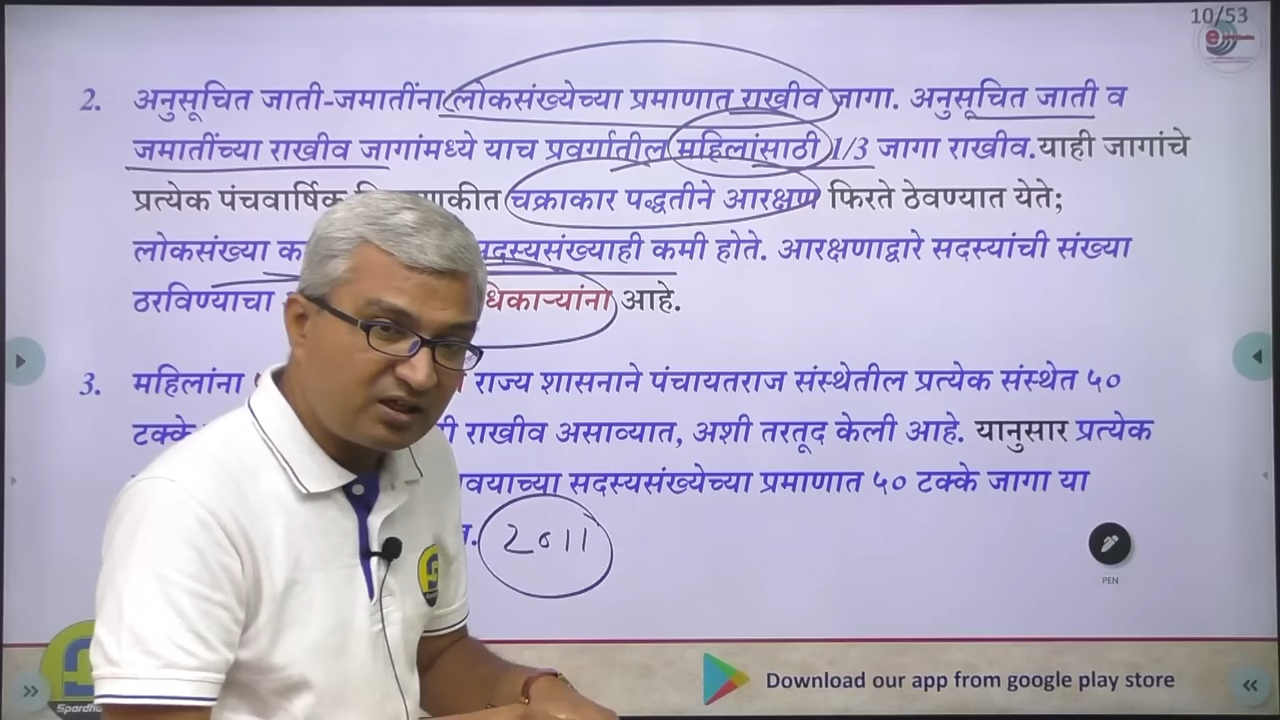 10/53
2. अनुसूचित जाती-जमातींना लोकसंख्येच्या प्रमाणात राखीव जागा. अनुसूचित जाती व
जमातींच्या राखीव जागांमध्ये याच प्रवर्गातील महिलांसाठी 1/3 जागा राखीव.याही जागांचे
प्रत्येक पंचवार्षिक चक्राकार पद्धतीने आरक्षण फिरते ठेवण्यात येते;
लोकसंख्या सदस्यसंख्याही कमी होते. आरक्षणाद्वारे सदस्यांची संख्या
ठरविण्याचा आहे.
3. महिलांना राज्य शासनाने पंचायतराज संस्थेतील प्रत्येक संस्थेत ५०
टक्के राखीव असाव्यात, अशी तरतूद केली आहे. यानुसार प्रत्येक
सदस्यसंख्येच्या प्रमाणात ५० टक्के जागा या
2011
PEN
Download our app from google play store